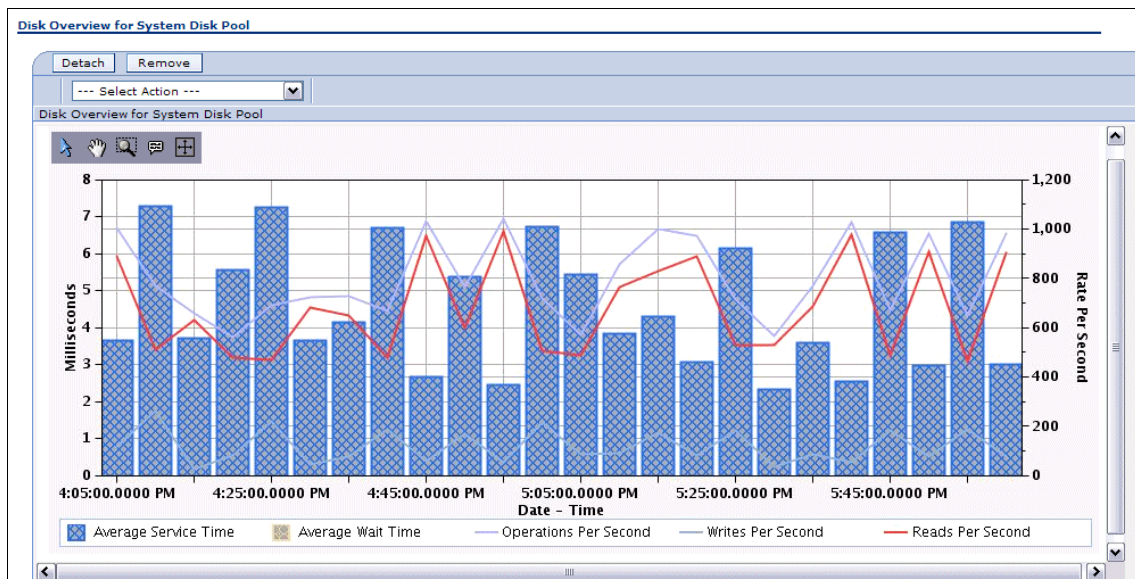 Disk Overview for System Disk Pool
Detach Remove
--- Select Action ---
Disk Overview for System Disk Pool
8 1,200
7
1,000
6
800
5
Milliseconds
Rate Per Second
4 600
3
400
2
200
1
0 0
4:05:00.0000 PM 4:25:00.0000 PM 4:45:00.0000 PM 5:05:00.0000 PM 5:25:00.0000 PM 5:45:00.0000 PM
Date - Time
Average Service Time Average Wait Time Operations Per Second Writes Per Second Reads Per Second